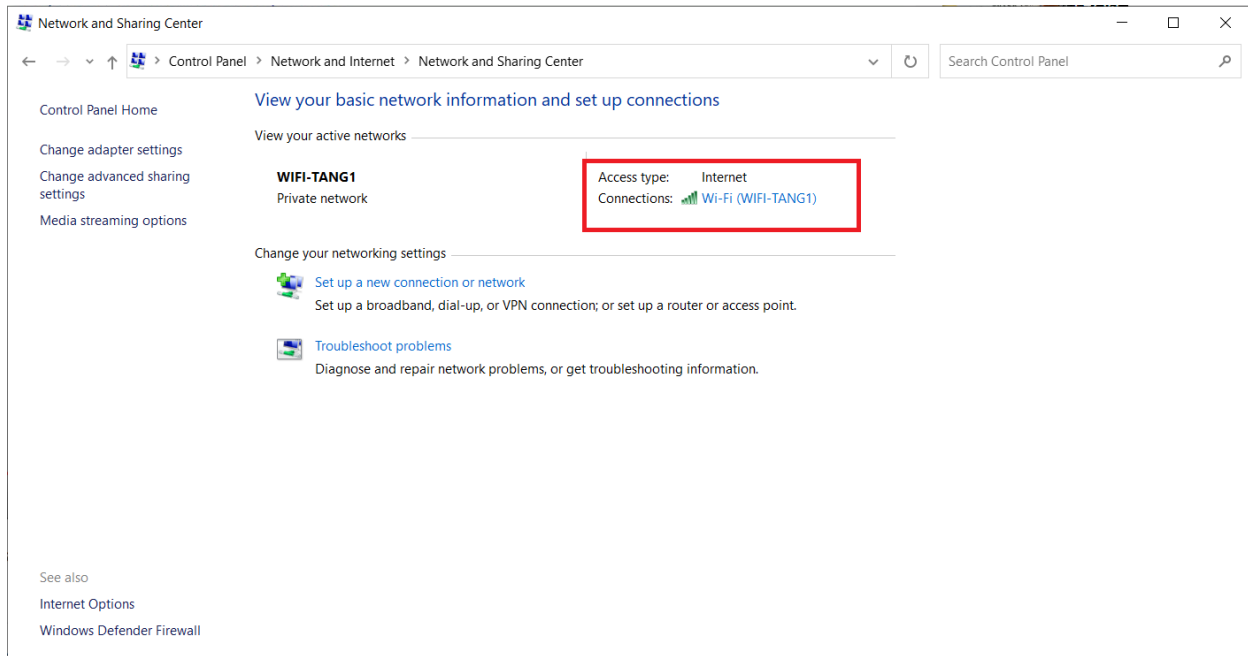 Network and Sharing Center
Control Panel > Network and Internet > Network and Sharing Center
Search Control Panel
Control Panel Home
Change adapter settings
Change advanced sharing
settings
Media streaming options
View your basic network information and set up connections
View your active networks
WIFI-TANG1
Private network
Access type: Internet
Connections: Wi-Fi (WIFI-TANG1)
Change your networking settings
Set up a new connection or network
Set up a broadband, dial-up, or VPN connection; or set up a router or access point.
Troubleshoot problems
Diagnose and repair network problems, or get troubleshooting information.
See also
Internet Options
Windows Defender Firewall